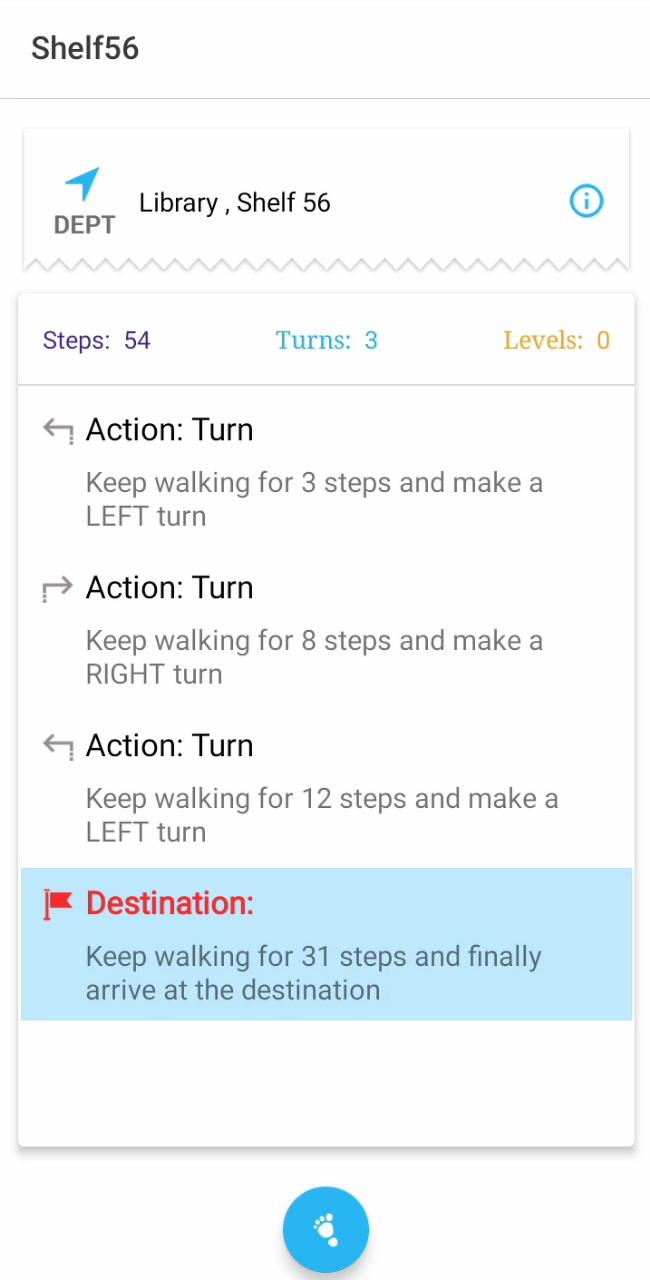 Shelf56
DEPT
Library , Shelf 56
Steps: 54 Turns: 3 Levels: 0
Action: Turn
Keep walking for 3 steps and make a
LEFT turn
Action: Turn
Keep walking for 8 steps and make a
RIGHT turn
Action: Turn
Keep walking for 12 steps and make a
LEFT turn
Destination:
Keep walking for 31 steps and finally
arrive at the destination